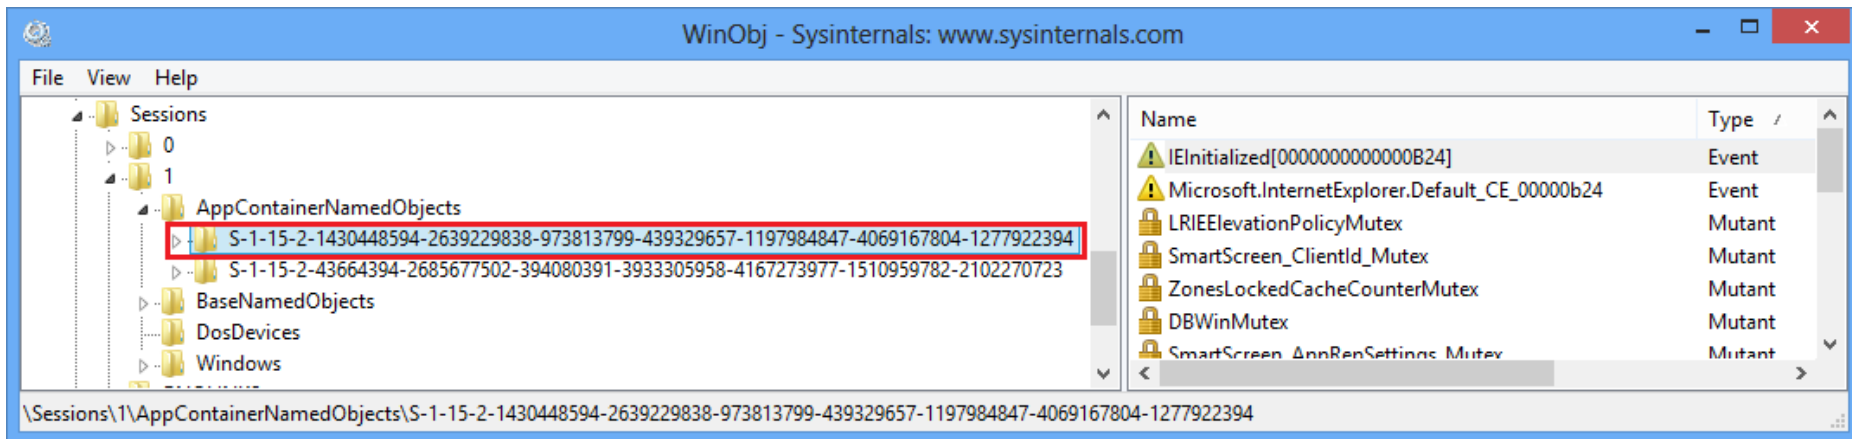 WinObj - Sysinternals: www.sysinternals.com
File View Help
Sessions
0
1
AppContainerNamedObjects
S-1-15-2-1430448594-2639229838-973813799-439329657-1197984847-4069167804-1277922394
S-1-15-2-43664394-2685677502-394080391-3933305958-4167273977-1510959782-2102270723
BaseNamedObjects
DosDevices
Windows
Name Type
IEInitialized[0000000000000B24] Event
Microsoft.InternetExplorer.Default_CE_00000b24 Event
LRIEElevationPolicyMutex Mutant
SmartScreen_ClientId_Mutex Mutant
ZonesLockedCacheCounterMutex Mutant
DBWinMutex Mutant
SmartScreen_AppRepSettings_Mutex Mutant
\Sessions\1\AppContainerNamedObjects\S-1-15-2-1430448594-2639229838-973813799-439329657-1197984847-4069167804-1277922394